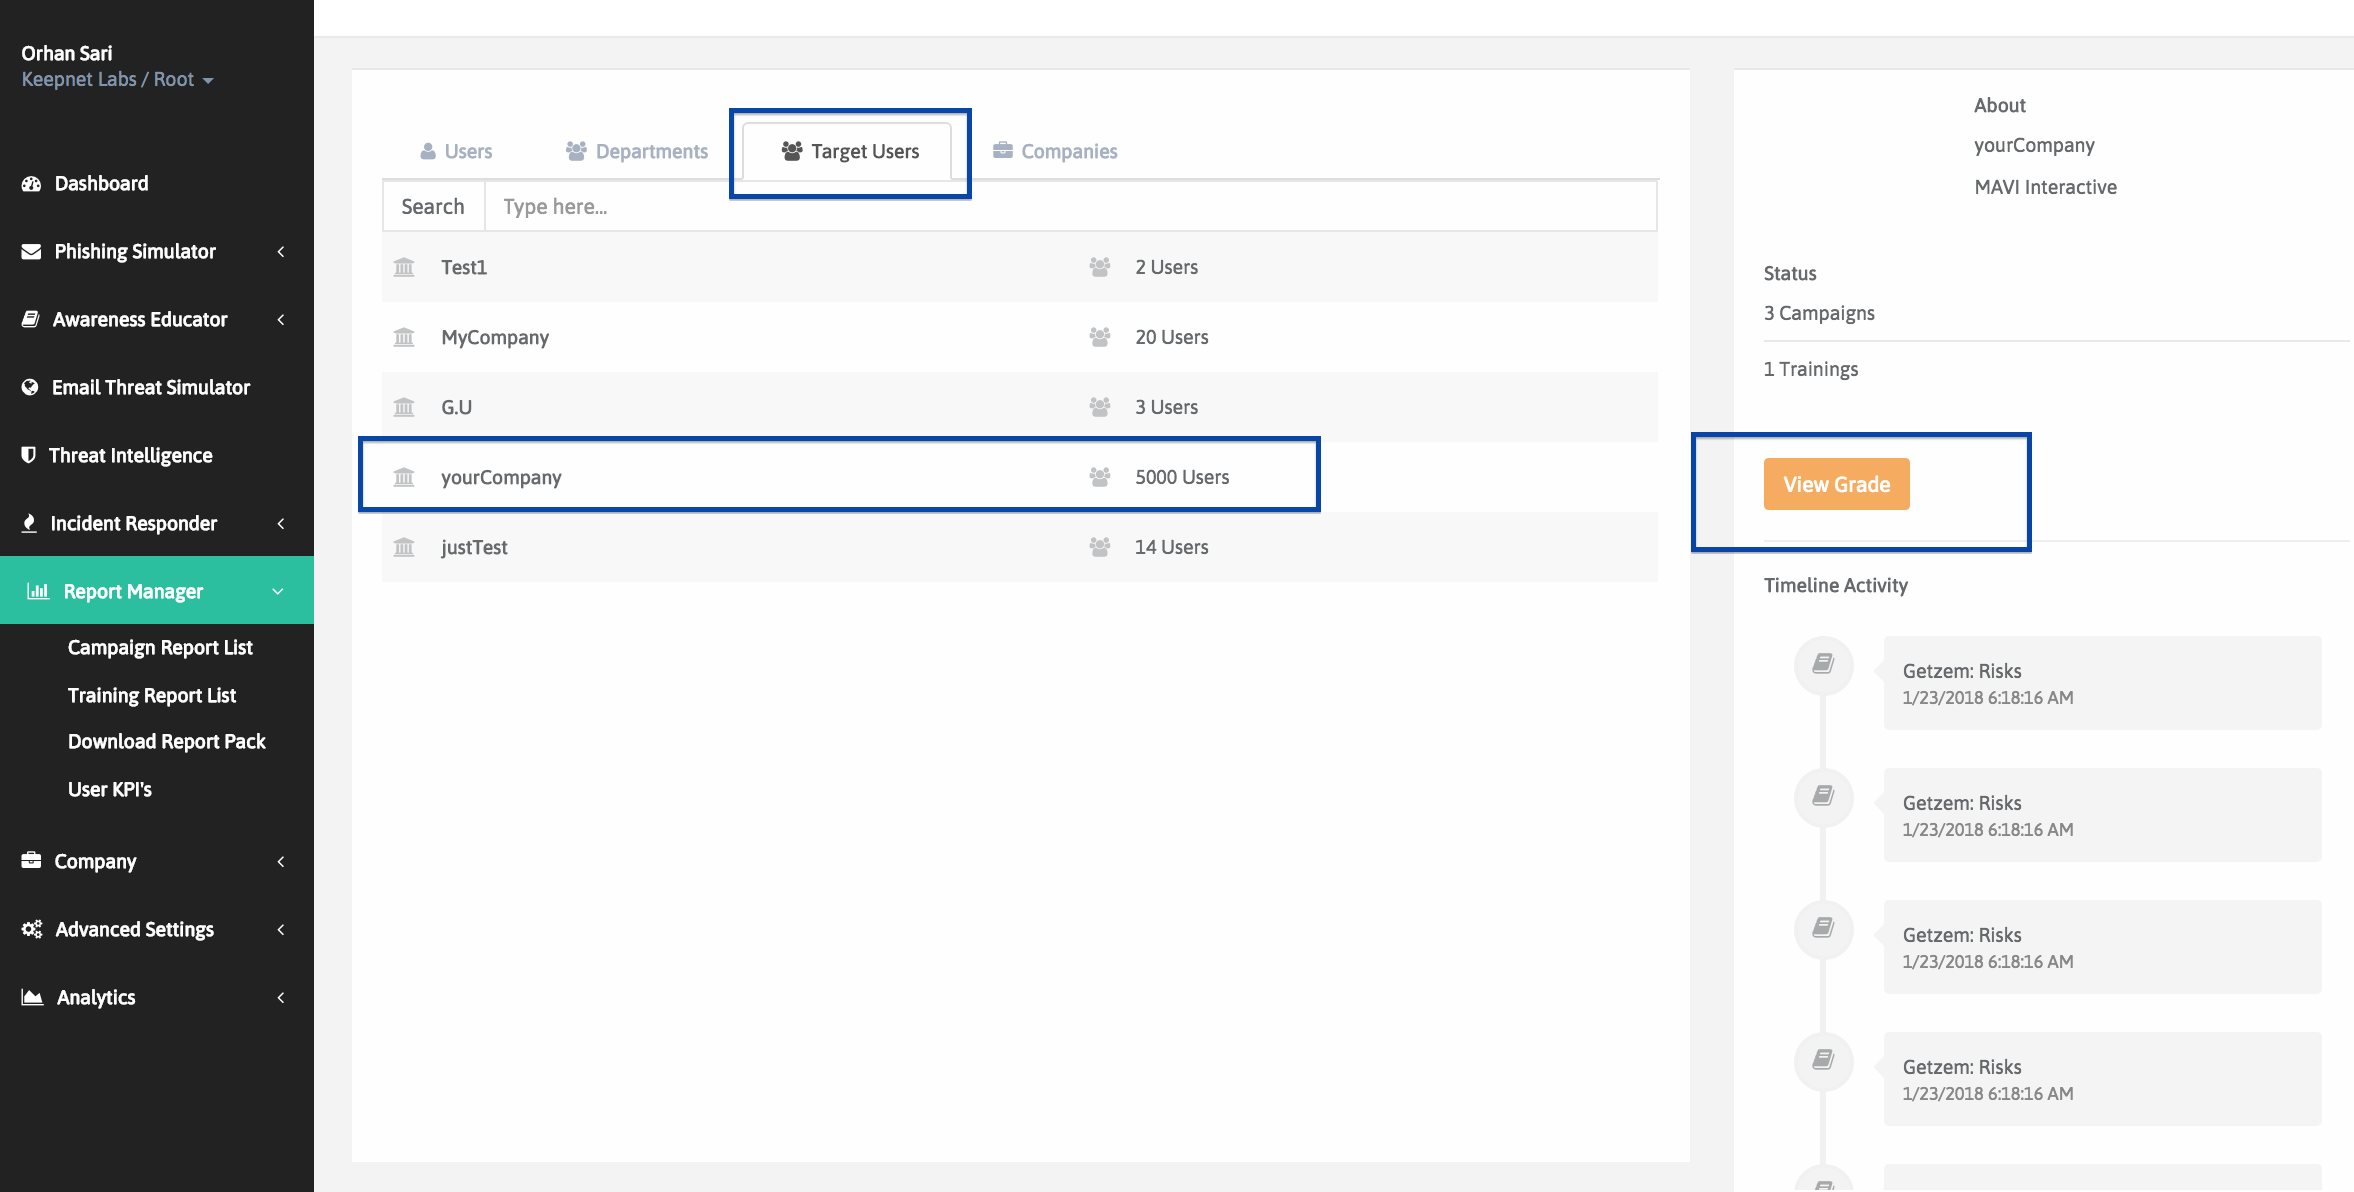 Orhan Sari
Keepnet Labs / Root
Dashboard
Phishing Simulator
Awareness Educator
Email Threat Simulator
Threat Intelligence
Incident Responder
Report Manager
Campaign Report List
Training Report List
Download Report Pack
User KPI's
Company
Advanced Settings
Analytics
Users Departments Target Users Companies
Search Type here...
Test1 2 Users
MyCompany 20 Users
G.U 3 Users
yourCompany 5000 Users
justTest 14 Users
About
yourCompany
MAVI Interactive
Status
3 Campaigns
1 Trainings
View Grade
Timeline Activity
Getzem: Risks
1/23/2018 6:18:16 AM
Getzem: Risks
1/23/2018 6:18:16 AM
Getzem: Risks
1/23/2018 6:18:16 AM
Getzem: Risks
1/23/2018 6:18:16 AM